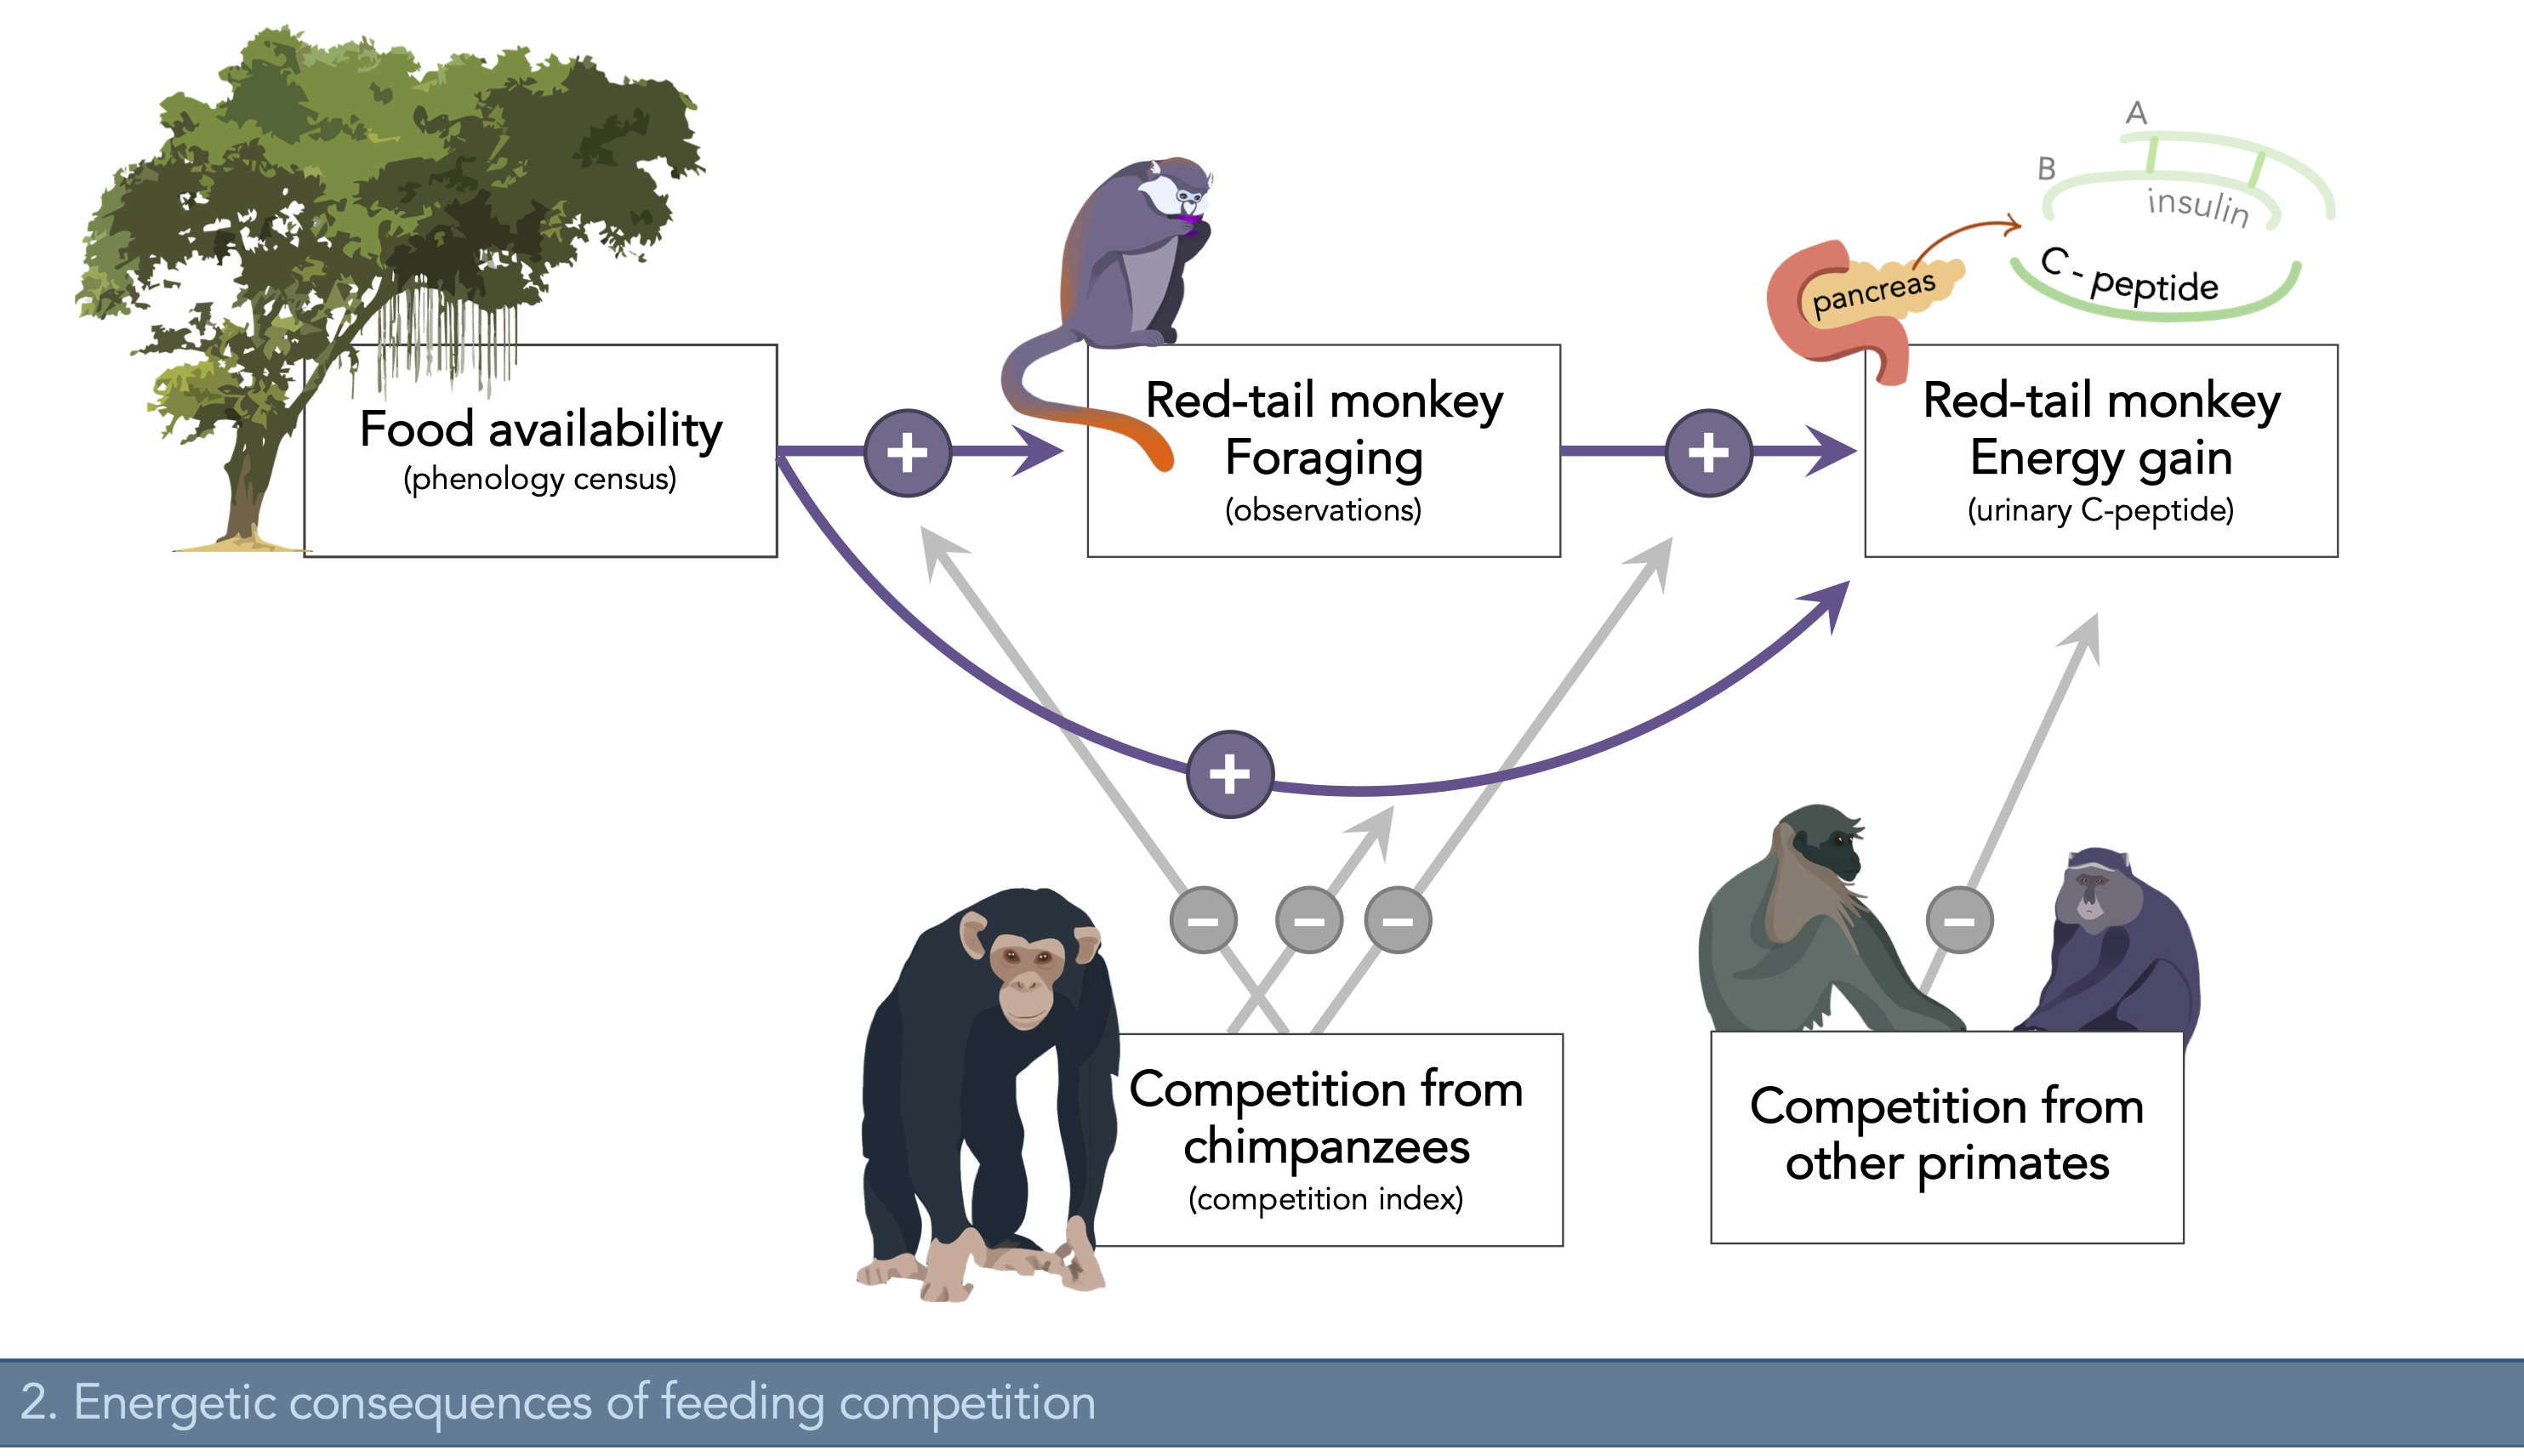 A
B
insulin
C - peptide
pancreas
Food availability
(phenology census)
+
Red-tail monkey
Foraging
(observations)
+
Red-tail monkey
Energy gain
(urinary C-peptide)
+
−
−
−
−
Competition from
chimpanzees
(competition index)
Competition from
other primates
2. Energetic consequences of feeding competition